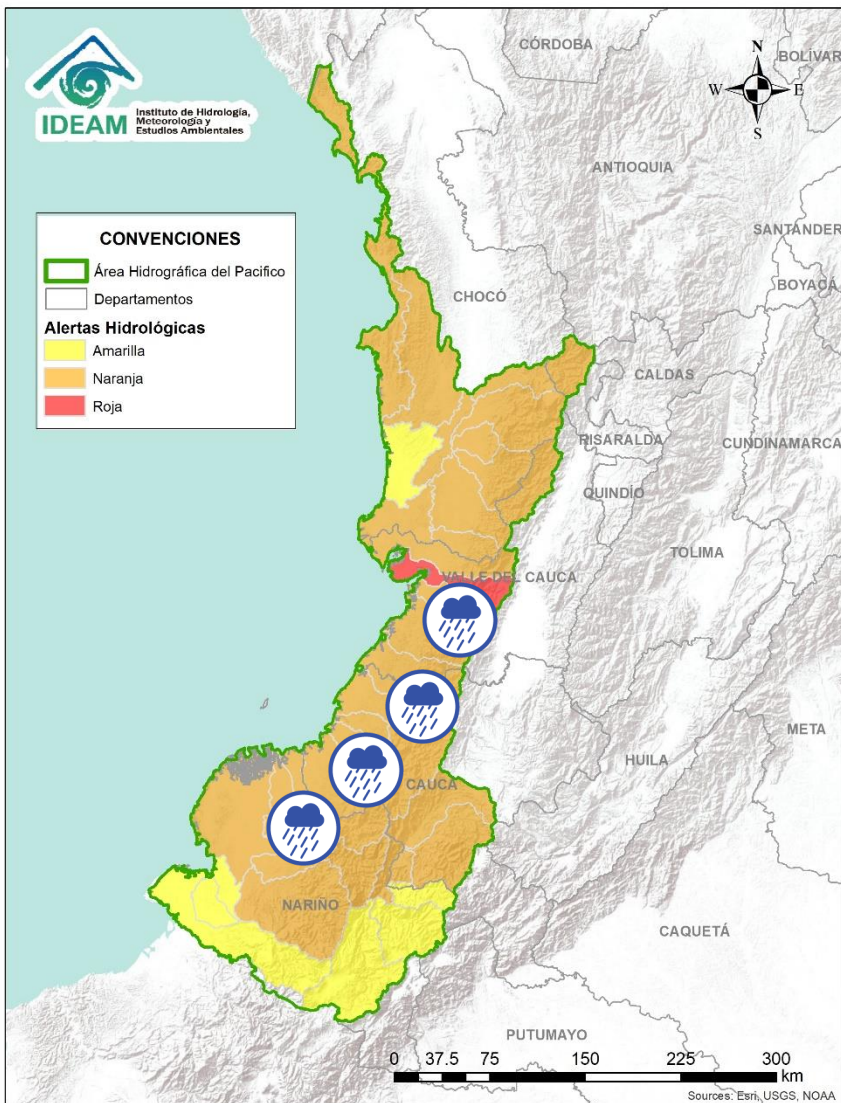 IDEAM
Instituto de Hidrología,
Meteorología y
Estudios Ambientales
CÓRDOBA
BOLÍVAR
N
W
E
S
ANTIOQUIA
SANTANDER
BOYACÁ
CONVENCIONES
Área Hidrográfica del Pacifico
Departamentos
Alertas Hidrológicas
Amarilla
Naranja
Roja
CHOCÓ
CALDAS
RISARALDA
CUNDINAMARCA
QUINDÍO
TOLIMA
VALLE DEL CAUCA
META
HUILA
CAUCA
NARIÑO
CAQUETÁ
PUTUMAYO
0 37.5 75 150 225 300
km
Sources: Esri, USGS, NOAA